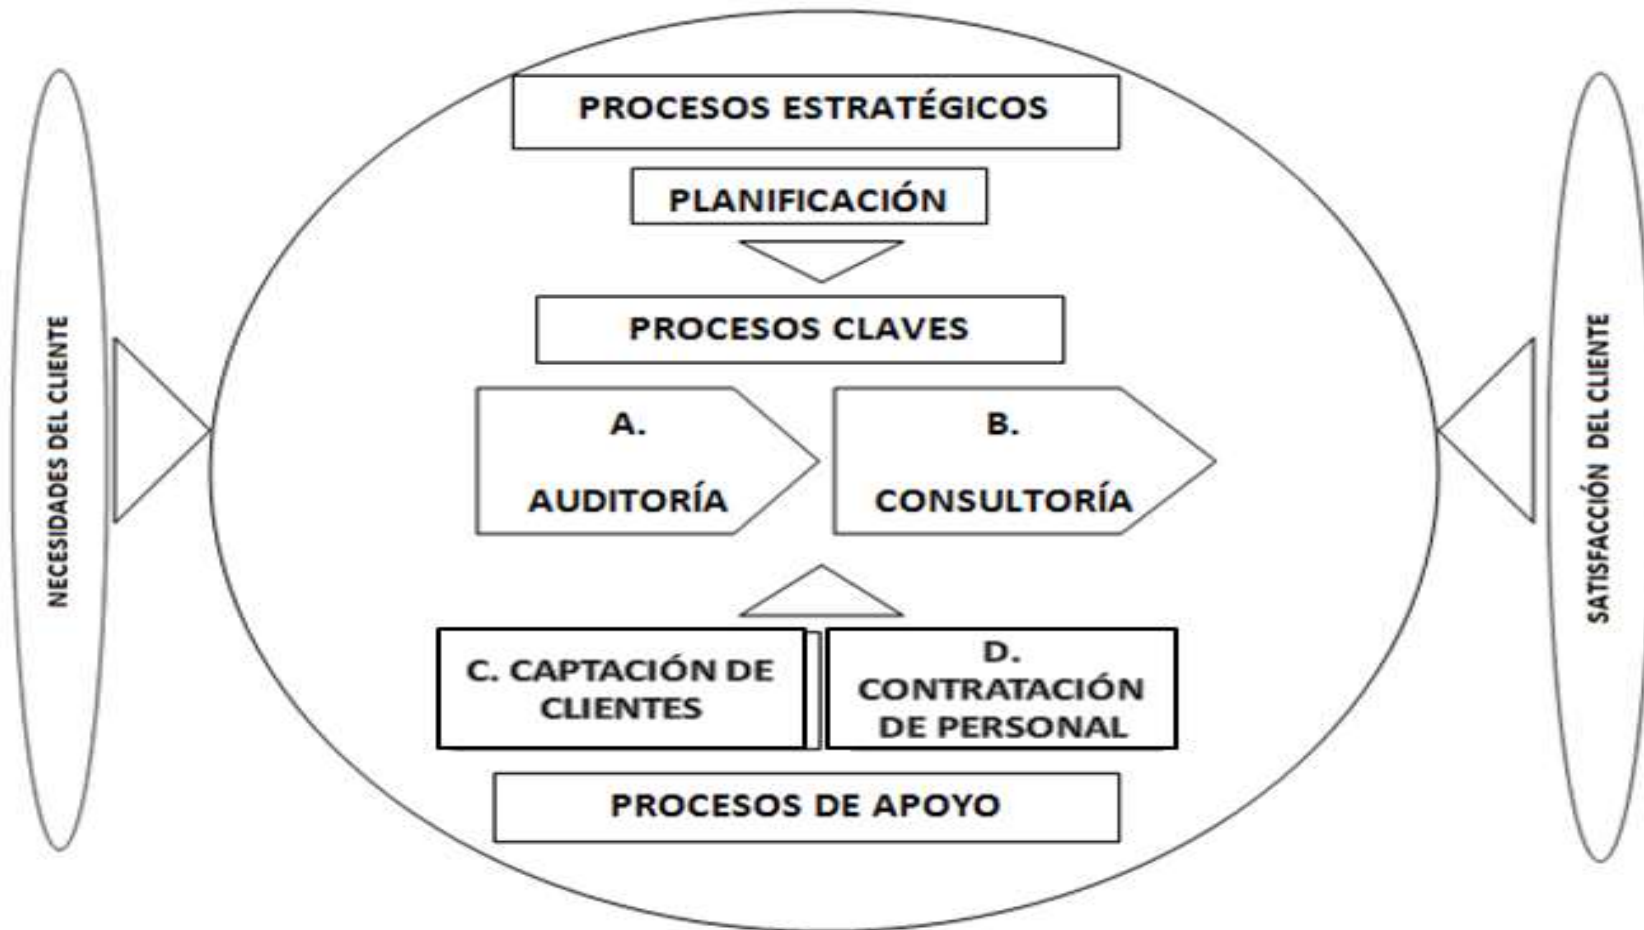 PROCESOS ESTRATÉGICOS
PLANIFICACIÓN
PROCESOS CLAVES
NECESIDADES DEL CLIENTE
A.
AUDITORÍA
B.
CONSULTORÍA
SATISFACCIÓN DEL CLIENTE
C. CAPTACIÓN DE
CLIENTES
D.
CONTRATACIÓN
DE PERSONAL
PROCESOS DE APOYO